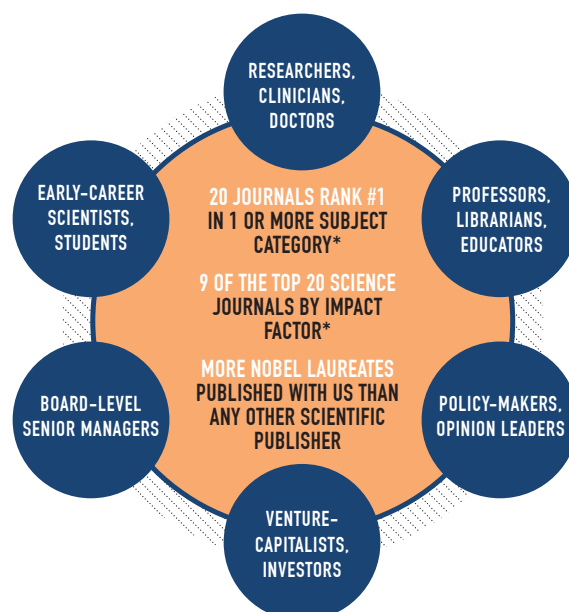 RESEARCHERS,
CLINICIANS,
DOCTORS
EARLY-CAREER
SCIENTISTS,
STUDENTS
20 JOURNALS RANK #1
IN 1 OR MORE SUBJECT
CATEGORY*
PROFESSORS,
LIBRARIANS,
EDUCATORS
9 OF THE TOP 20 SCIENCE
JOURNALS BY IMPACT
FACTOR*
MORE NOBEL LAUREATES
PUBLISHED WITH US THAN
ANY OTHER SCIENTIFIC
PUBLISHER
BOARD-LEVEL
SENIOR MANAGERS
POLICY-MAKERS,
OPINION LEADERS
VENTURE-
CAPITALISTS,
INVESTORS